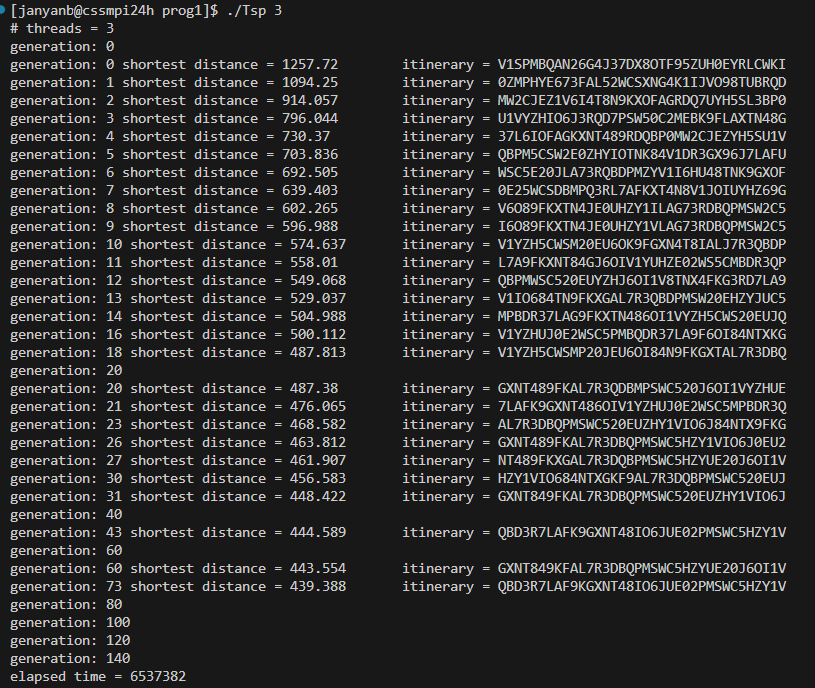 [janyanb@cssmpi24h prog1]$ ./Tsp 3
# threads = 3
generation: 0
generation: 0 shortest distance = 1257.72 itinerary = V1SPMBQAN26G4J37DX8OTF95ZUH0EYRLCWKI
generation: 1 shortest distance = 1094.25 itinerary = 0ZMPHYE673FAL52WCSXNG4K1IJVO98TUBRQD
generation: 2 shortest distance = 914.057 itinerary = MW2CJEZ1V6I4T8N9KXOFAGRDQ7UYH5SL3BP0
generation: 3 shortest distance = 796.044 itinerary = U1VYZHIO6J3RQD7PSW50C2MEBK9FLAXTN48G
generation: 4 shortest distance = 730.37 itinerary = 37L6IOFAGKXNT489RDQBP0MW2CJEZYH5SU1V
generation: 5 shortest distance = 703.836 itinerary = QBPM5CSW2E0ZHYIOTNK84V1DR3GX96J7LAFU
generation: 6 shortest distance = 692.505 itinerary = WSC5E20JLA73RQBDPMZYV1I6HU48TNK9GXOF
generation: 7 shortest distance = 639.403 itinerary = 0E25WCSDBMPQ3RL7AFKXT4N8V1JOIUYHZ69G
generation: 8 shortest distance = 602.265 itinerary = V6O89FKXTN4JE0UHZY1ILAG73RDBQPMSW2C5
generation: 9 shortest distance = 596.988 itinerary = I6O89FKXTN4JE0UHZY1VLAG73RDBQPMSW2C5
generation: 10 shortest distance = 574.637 itinerary = V1YZH5CWSM20EU6OK9FGXN4T8IALJ7R3QBDP
generation: 11 shortest distance = 558.01 itinerary = L7A9FKXNT84GJ6OIV1YUHZE02WS5CMBDR3QP
generation: 12 shortest distance = 549.068 itinerary = QBPMWSC520EUYZHJ6OI1V8TNX4FKG3RD7LA9
generation: 13 shortest distance = 529.037 itinerary = V1IO684TN9FKXGAL7R3QBDPMSW20EHZYJUC5
generation: 14 shortest distance = 504.988 itinerary = MPBDR37LAG9FKXTN486OI1VYZH5CWS20EUJQ
generation: 16 shortest distance = 500.112 itinerary = V1YZHUJ0E2WSC5PMBQDR37LA9F6OI84NTXKG
generation: 18 shortest distance = 487.813 itinerary = V1YZH5CWSMP20JEU6OI84N9FKGXTAL7R3DBQ
generation: 20
generation: 20 shortest distance = 487.38 itinerary = GXNT489FKAL7R3QDBMPSWC520J6OI1VYZHUE
generation: 21 shortest distance = 476.065 itinerary = 7LAFK9GXNT486OIV1YZHUJ0E2WSC5MPBDR3Q
generation: 23 shortest distance = 468.582 itinerary = AL7R3DBQPMSWC520EUZHY1VIO6J84NTX9FKG
generation: 26 shortest distance = 463.812 itinerary = GXNT489FKAL7R3DBQPMSWC5HZY1VIO6J0EU2
generation: 27 shortest distance = 461.907 itinerary = NT489FKXGAL7R3DQBPMSWC5HZYUE20J6OI1V
generation: 30 shortest distance = 456.583 itinerary = HZY1VIO684NTXGKF9AL7R3DQBPMSWC520EUJ
generation: 31 shortest distance = 448.422 itinerary = GXNT849FKAL7R3DBQPMSWC520EUZHY1VIO6J
generation: 40
generation: 43 shortest distance = 444.589 itinerary = QBD3R7LAFK9GXNT48IO6JUE02PMSWC5HZY1V
generation: 60
generation: 60 shortest distance = 443.554 itinerary = GXNT849KFAL7R3DBQPMSWC5HZYUE20J6OI1V
generation: 73 shortest distance = 439.388 itinerary = QBD3R7LAF9KGXNT48IO6JUE02PMSWC5HZY1V
generation: 80
generation: 100
generation: 120
generation: 140
elapsed time = 6537382